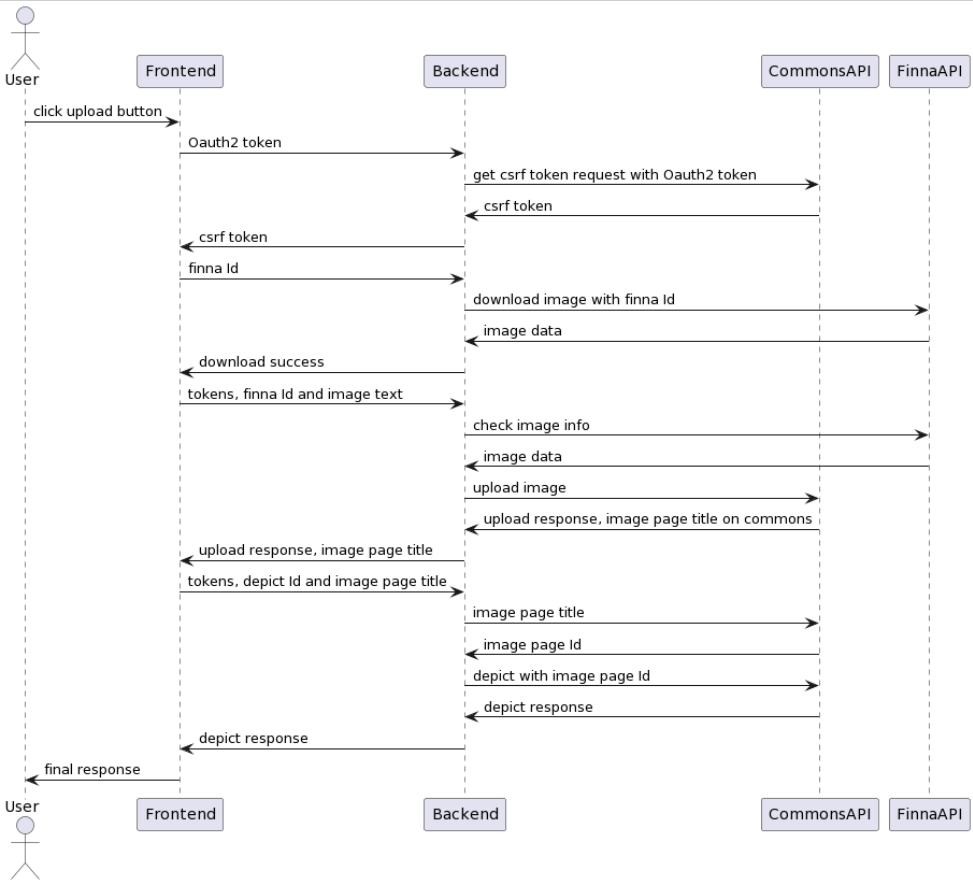 User
Frontend
Backend
CommonsAPI
FinnaAPI
click upload button
Oauth2 token
get csrf token request with Oauth2 token
csrf token
csrf token
finna Id
download image with finna Id
image data
download success
tokens, finna Id and image text
check image info
image data
upload image
upload response, image page title on commons
upload response, image page title
tokens, depict Id and image page title
image page title
image page Id
depict with image page Id
depict response
depict response
final response
User
Frontend
Backend
CommonsAPI
FinnaAPI